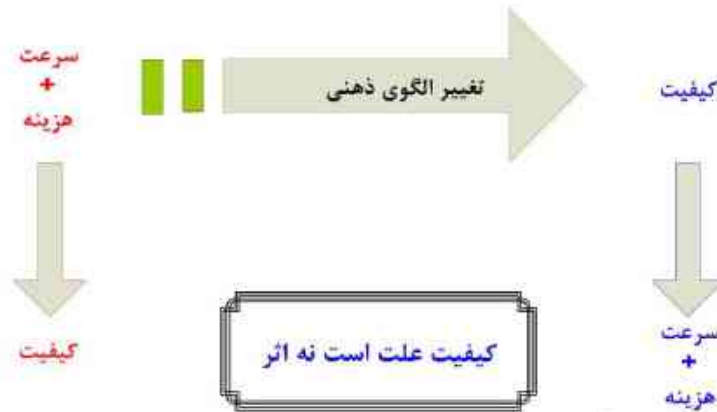 سرعت
+
هزینه
تغییر الگوی ذهنی
کیفیت
کیفیت
کیفیت علت است نه اثر
سرعت
+
هزینه